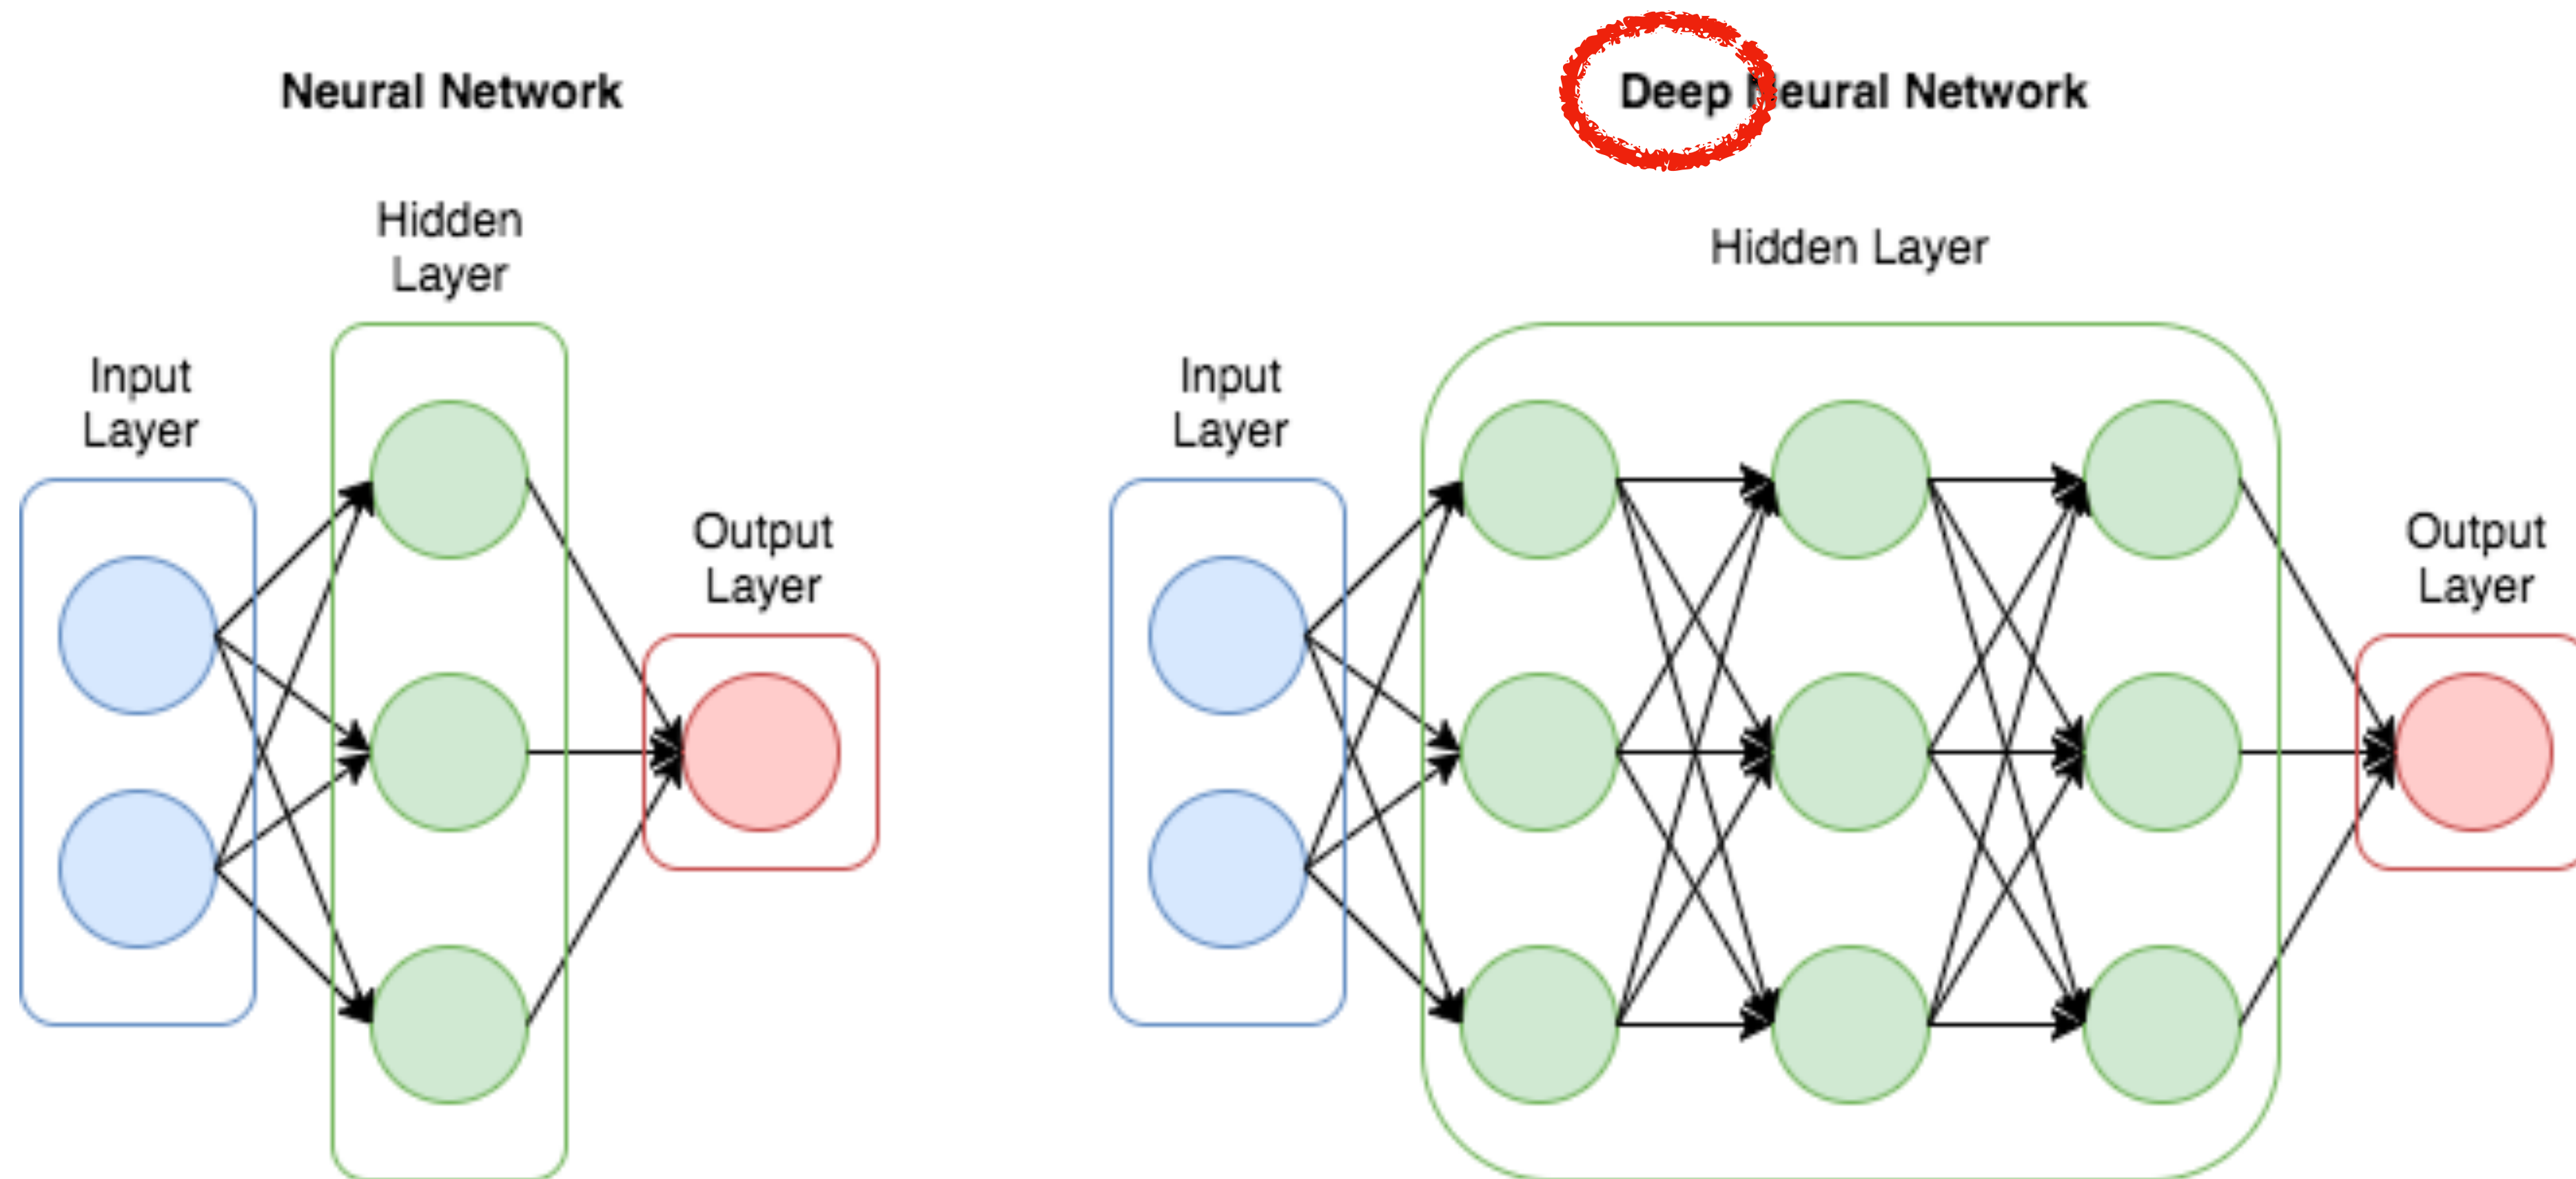 Neural Network
Hidden
Layer
Input
Layer
Output
Layer
Deep Neural Network
Hidden Layer
Input
Layer
Output
Layer